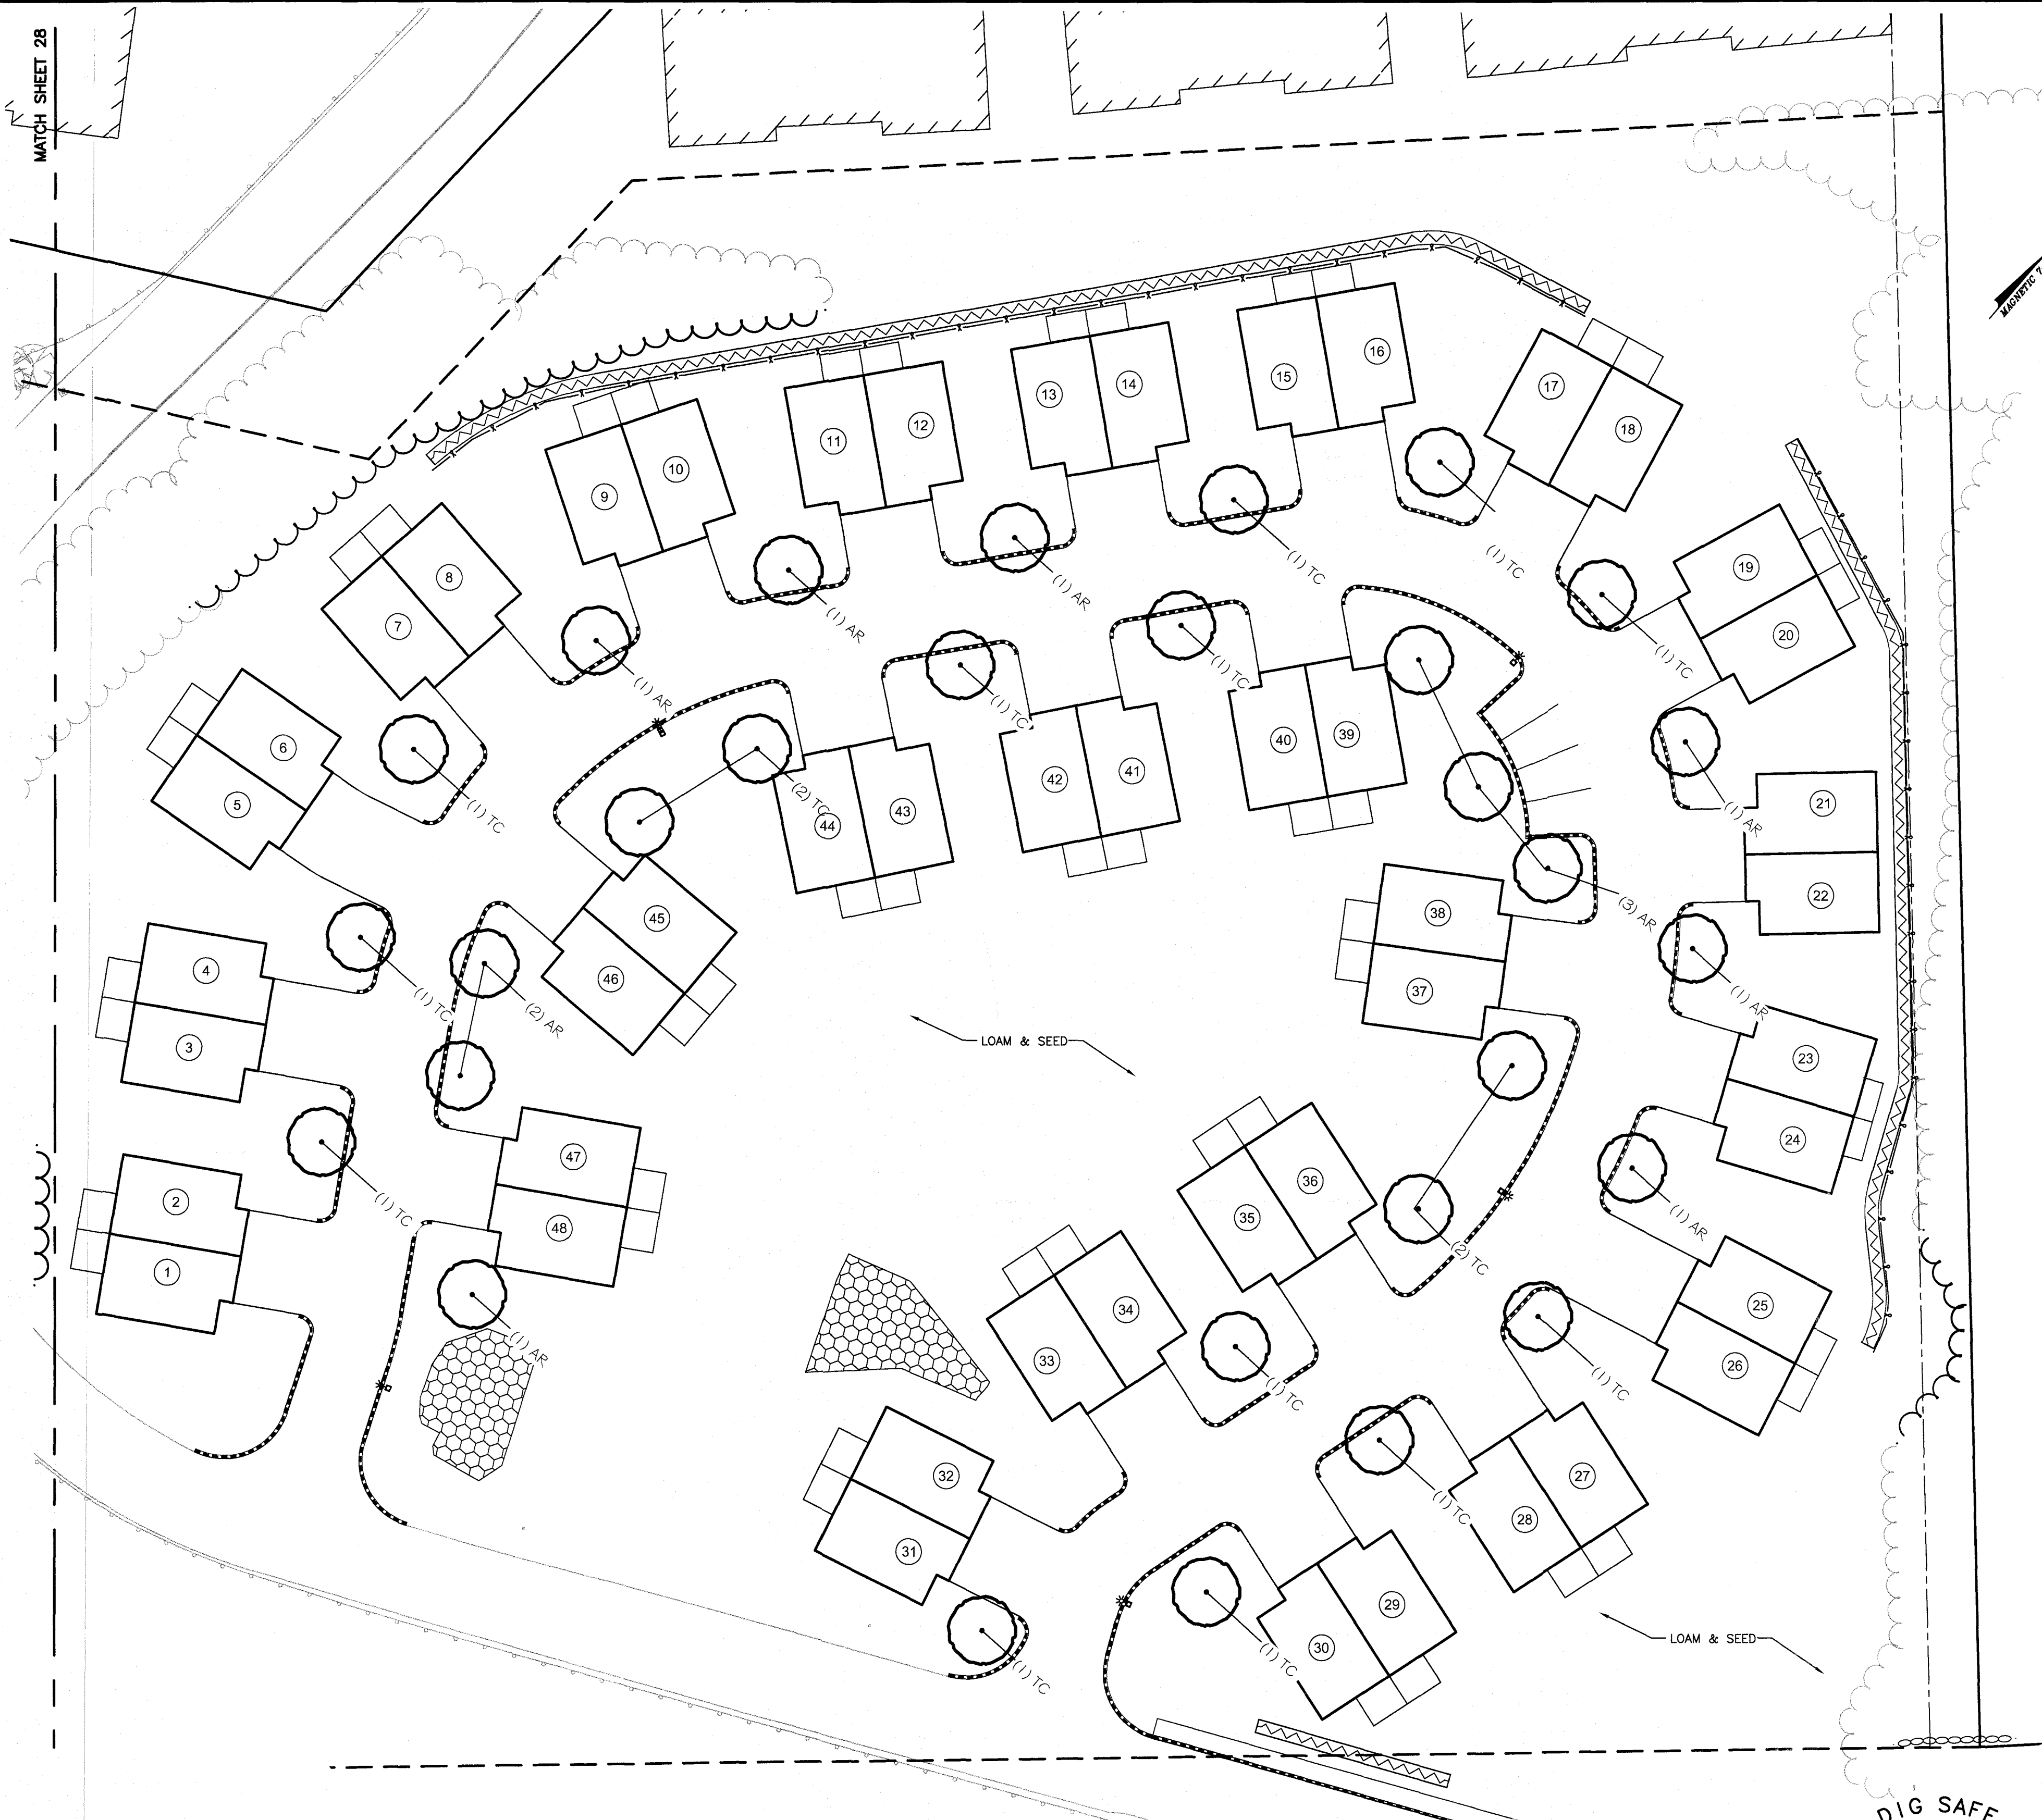 MATCH SHEET 28
MAGNETIC
16
15
14
13
17
12
18
11
10
9
(1) TC
(1) TC
19
8
(1) AR
(1) AR
7
20
(1) TC
(1) AR
(1) TC
(1) TC
6
40
39
5
(1) TC
(2) TC
44
43
42
41
21
(1) AR
22
38
(3) AR
45
4
46
(1) TC
(2) AR
37
(1) AR
3
LOAM & SEED
23
24
47
36
2
(1) TC
48
35
(1) AR
1
(2) TC
34
25
33
(1) AR
26
(1) TC
(1) TC
32
27
(1) TC
28
31
29
30
(1) TC
(1) TC
LOAM & SEED
DIG SAFE